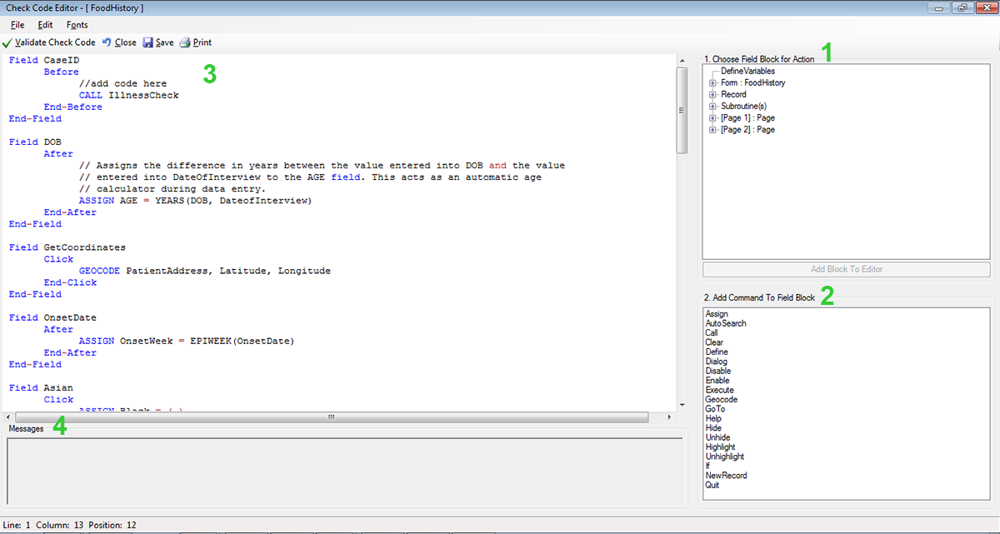 Check Code Editor - [ FoodHistory ]
File Edit Fonts
Validate Check Code Close Save Print
Field CaseID
Before
//add code here
CALL IllnessCheck
End-Before
End-Field
Field DOB
After
// Assigns the difference in years between the value entered into DOB and the value
// entered into DateOfInterview to the AGE field. This acts as an automatic age
// calculator during data entry.
ASSIGN AGE = YEARS(DOB, DateofInterview)
End-After
End-Field
Field GetCoordinates
Click
GEOCODE PatientAddress, Latitude, Longitude
End-Click
End-Field
Field OnsetDate
After
ASSIGN OnsetWeek = EPIWEEK(OnsetDate)
End-After
End-Field
Field Asian
Click
ASSIGN Black = (.)
3
Messages 4
1. Choose Field Block for Action 1
DefineVariables
Form : FoodHistory
Record
Subroutine(s)
[Page 1] : Page
[Page 2] : Page
Add Block To Editor
2. Add Command To Field Block 2
Assign
AutoSearch
Call
Clear
Define
Dialog
Disable
Enable
Execute
Geocode
GoTo
Help
Hide
Unhide
Highlight
Unhighlight
If
NewRecord
Quit
Line: 1 Column: 13 Position: 12